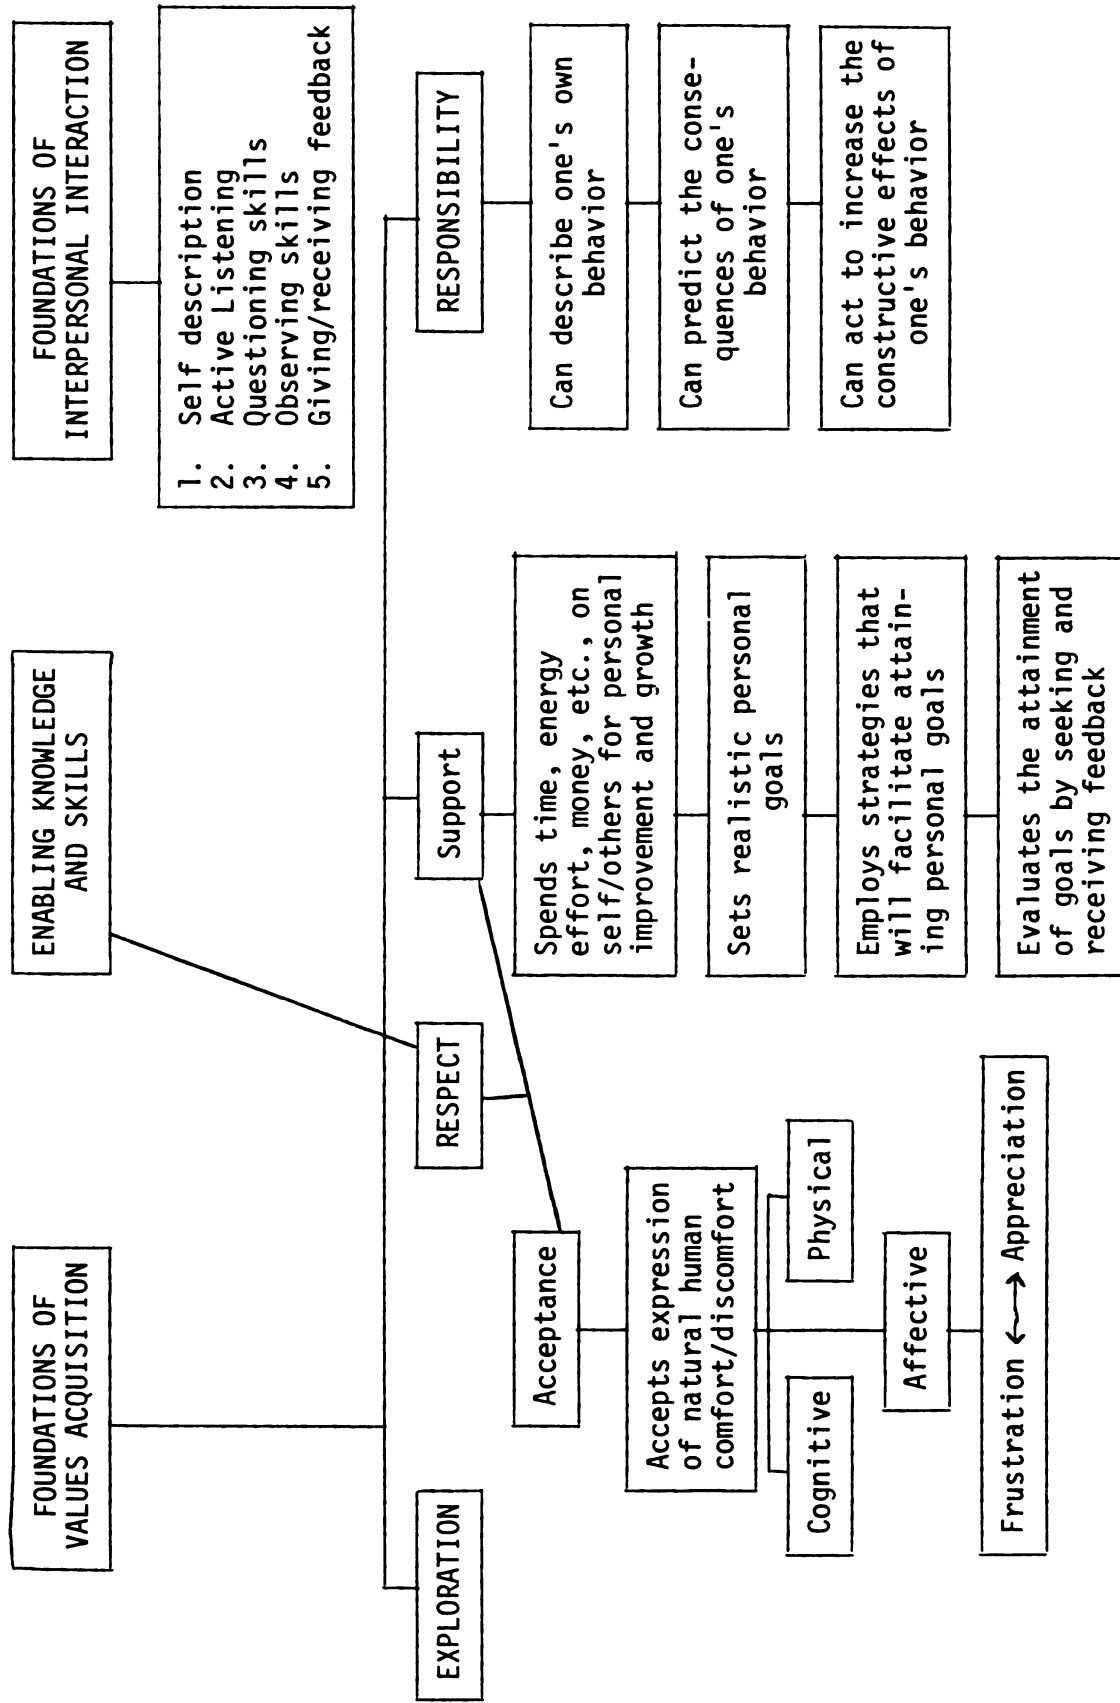 FOUNDATIONS OF
VALUES ACQUISITION
ENABLING KNOWLEDGE
AND SKILLS
FOUNDATIONS OF
INTERPERSONAL INTERACTION
1. Self description
2. Active Listening
3. Questioning skills
4. Observing skills
5. Giving/receiving feedback
EXPLORATION
RESPECT
Support
RESPONSIBILITY
Acceptance
Accepts expression
of natural human
comfort/discomfort
Cognitive
Physical
Affective
Frustration ↔ Appreciation
Spends time, energy
effort, money, etc., on
self/others for personal
improvement and growth
Sets realistic personal
goals
Employs strategies that
will facilitate attain-
ing personal goals
Evaluates the attainment
of goals by seeking and
receiving feedback
Can describe one's own
behavior
Can predict the conse-
quences of one's
behavior
Can act to increase the
constructive effects of
one's behavior